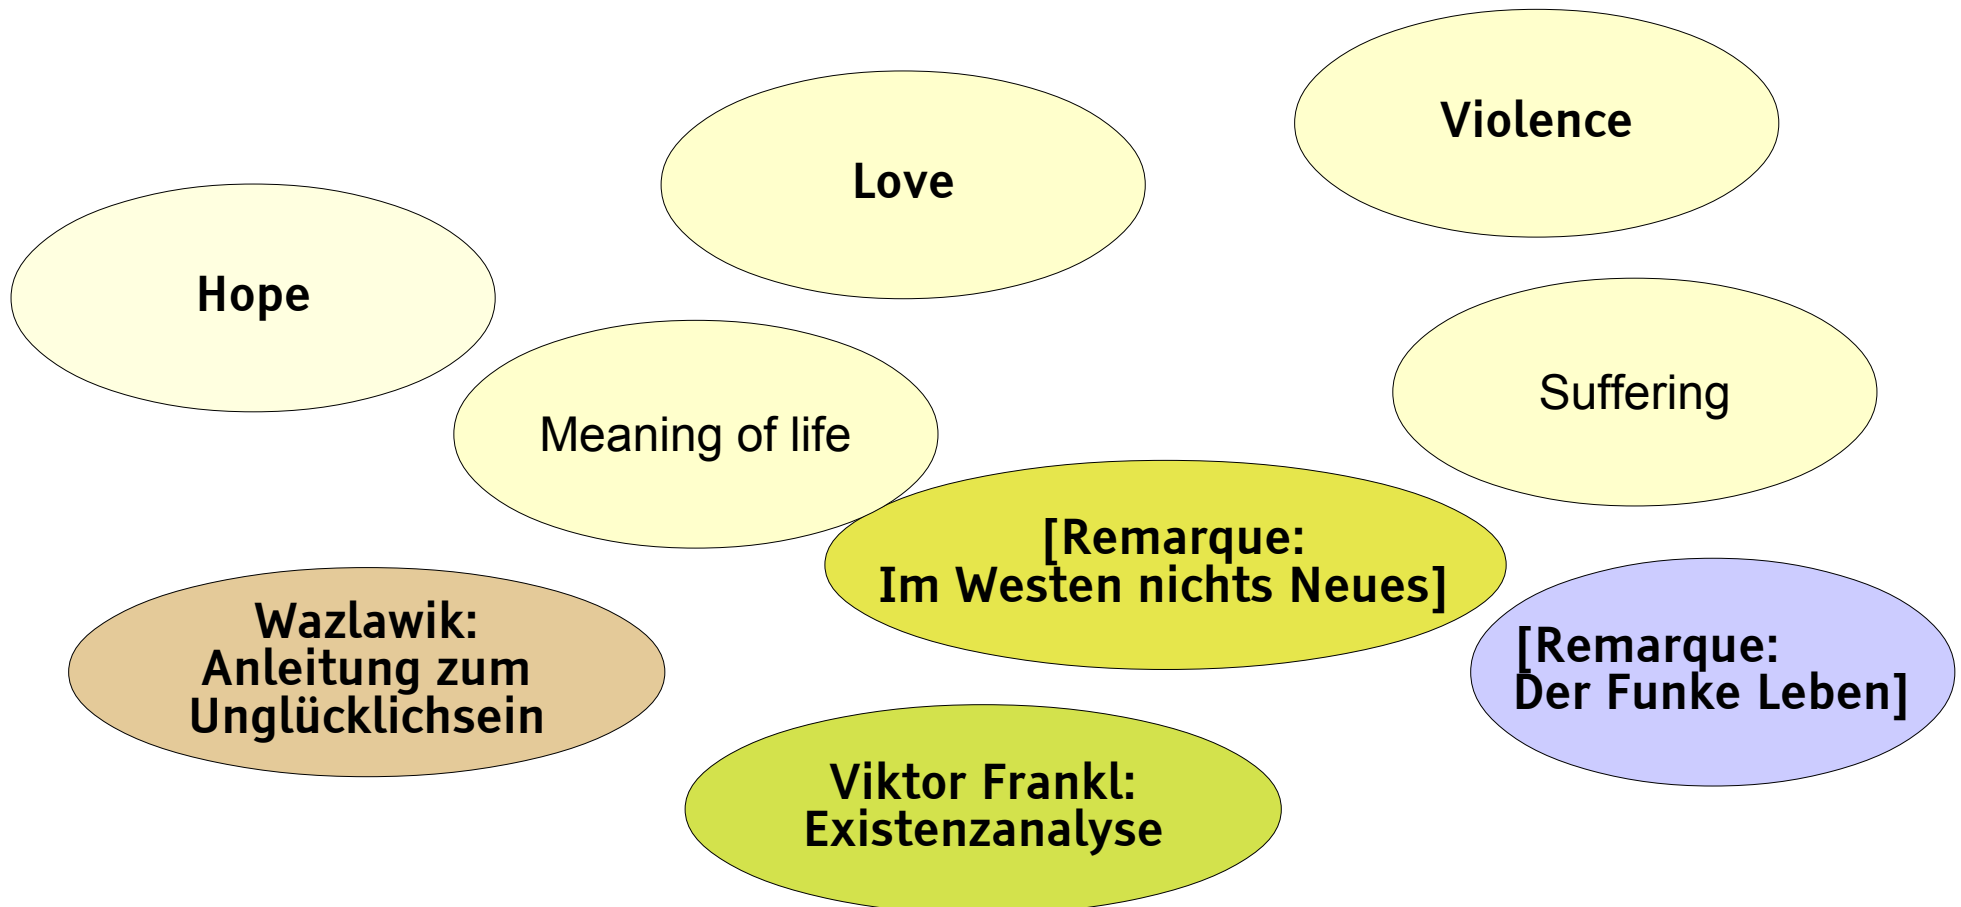 Violence
Love
Hope
Suffering
Meaning of life
[Remarque:
Im Westen nichts Neues]
Wazlawik:
Anleitung zum
Unglücklichsein
[Remarque:
Der Funke Leben]
Viktor Frankl:
Existenzanalyse